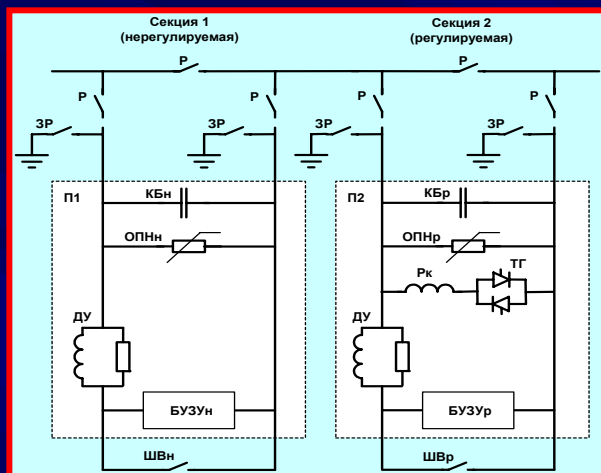 Секция 1
(нерегулируемая)
Секция 2
(регулируемая)
Р
Р
Р
Р
Р
Р
ЗР
ЗР
ЗР
ЗР
П1
КБн
П2
КБр
ОПНн
ОПНр
Рк
ТГ
ДУ
ДУ
БУЗУн
БУЗУр
ШВн
ШВр